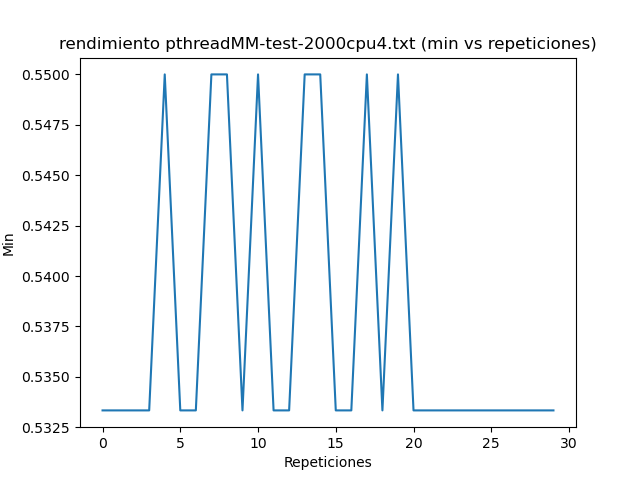 rendimiento pthreadMM-test-2000cpu4.txt (min vs repeticiones)
0.5500
0.5475
0.5450
0.5425
0.5400
0.5375
0.5350
0.5325
Min
0 5 10 15 20 25 30
Repeticiones